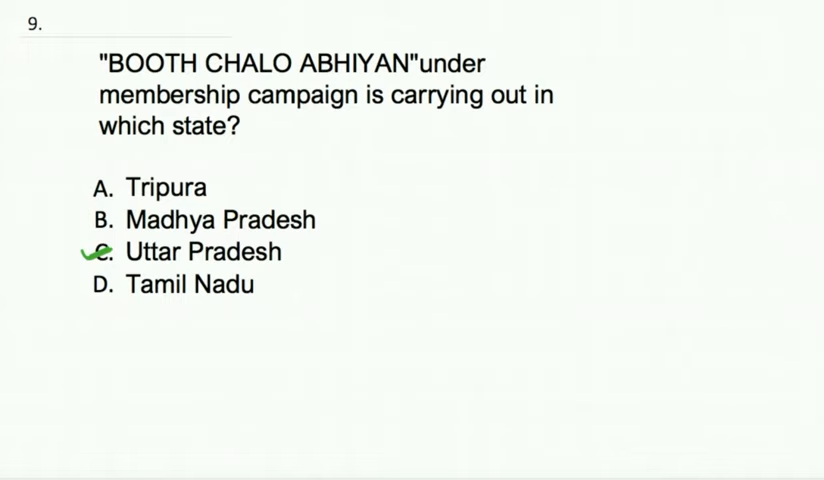 9.
"BOOTH CHALO ABHIYAN"under
membership campaign is carrying out in
which state?
A. Tripura
B. Madhya Pradesh
C. Uttar Pradesh
D. Tamil Nadu